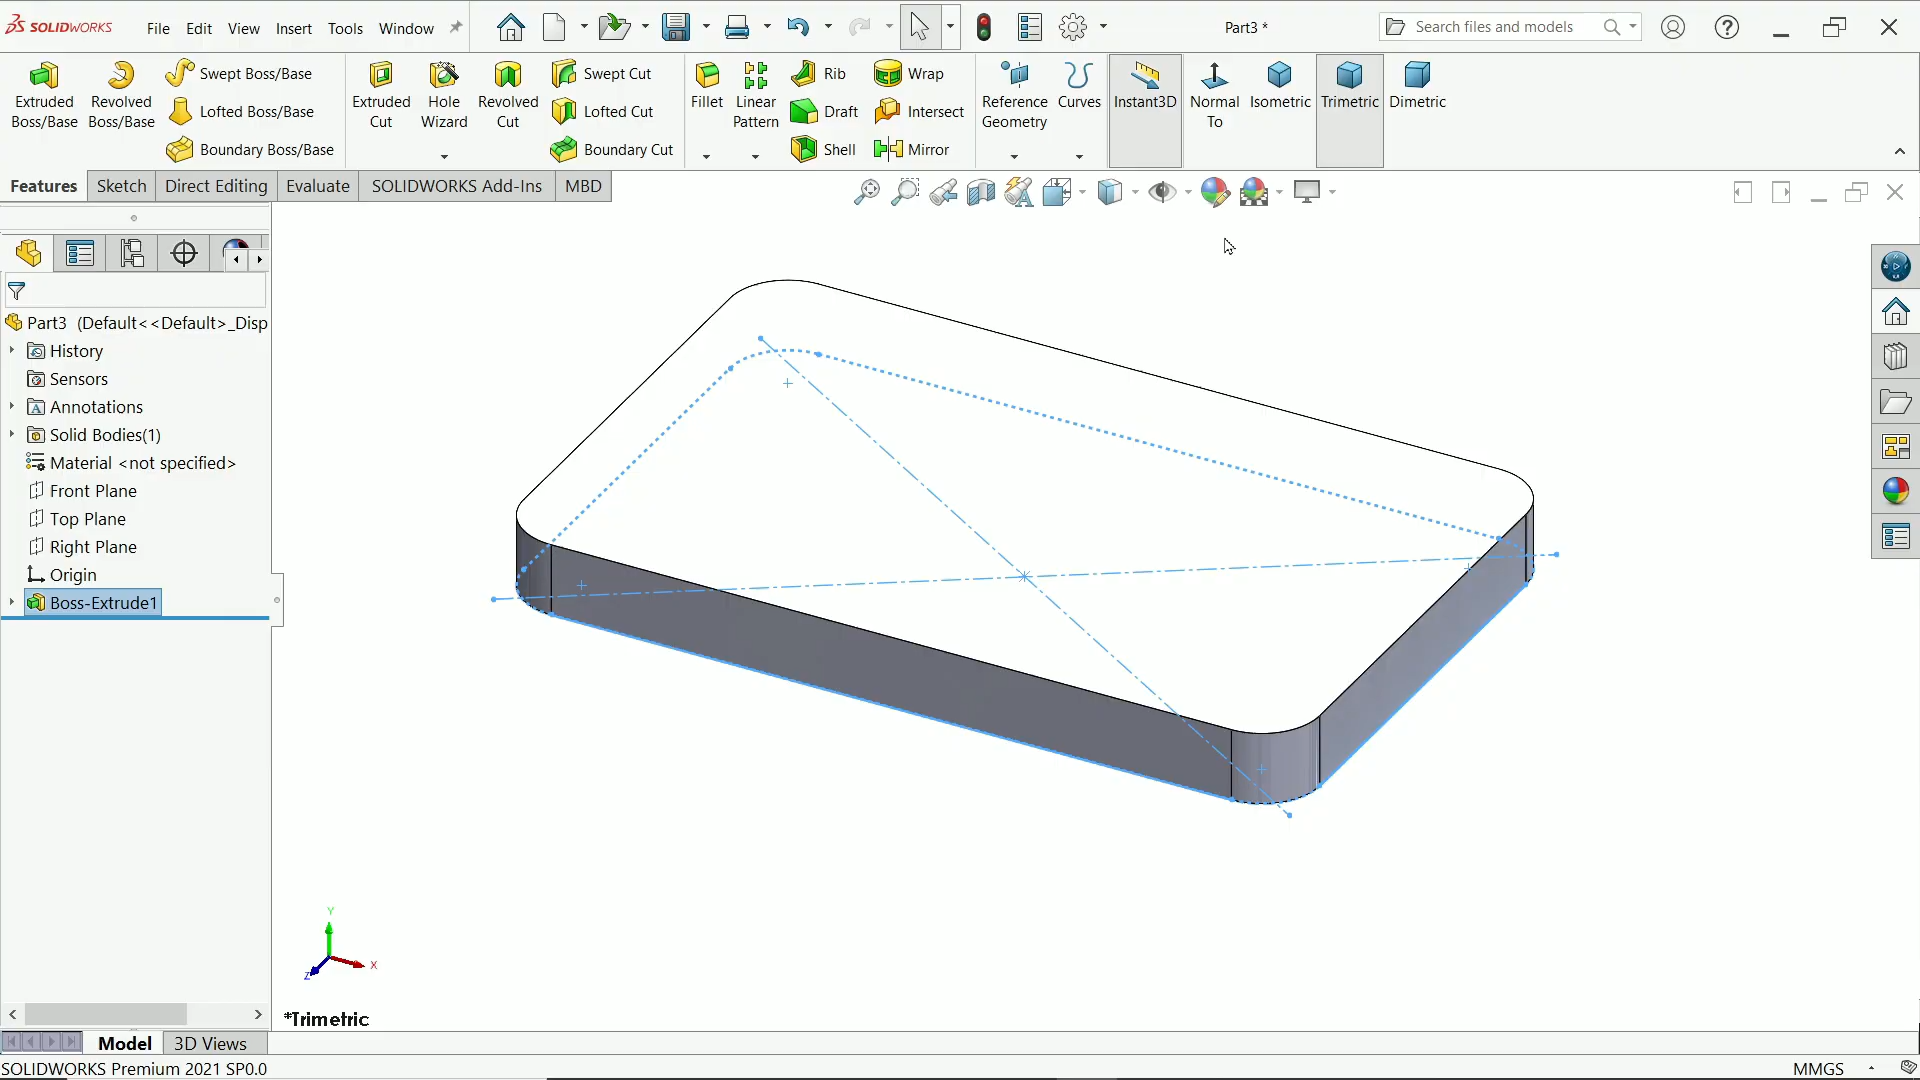 SOLIDWORKS File Edit View Insert Tools Window Part3 * Search files and models
Extruded Boss/Base
Revolved Boss/Base
Swept Boss/Base
Lofted Boss/Base
Boundary Boss/Base
Extruded Cut
Hole Wizard
Revolved Cut
Swept Cut
Lofted Cut
Boundary Cut
Fillet
Linear Pattern
Rib
Draft
Shell
Wrap
Intersect
Mirror
Reference Geometry
Curves
Instant3D
Normal To
Isometric
Trimetric
Dimetric
Features Sketch Direct Editing Evaluate SOLIDWORKS Add-Ins MBD
Part3 (Default<<Default>_Disp
History
Sensors
Annotations
Solid Bodies(1)
Material <not specified>
Front Plane
Top Plane
Right Plane
Origin
Boss-Extrude1
Y
X
Z
*Trimetric
Model 3D Views
SOLIDWORKS Premium 2021 SP0.0 MMGS